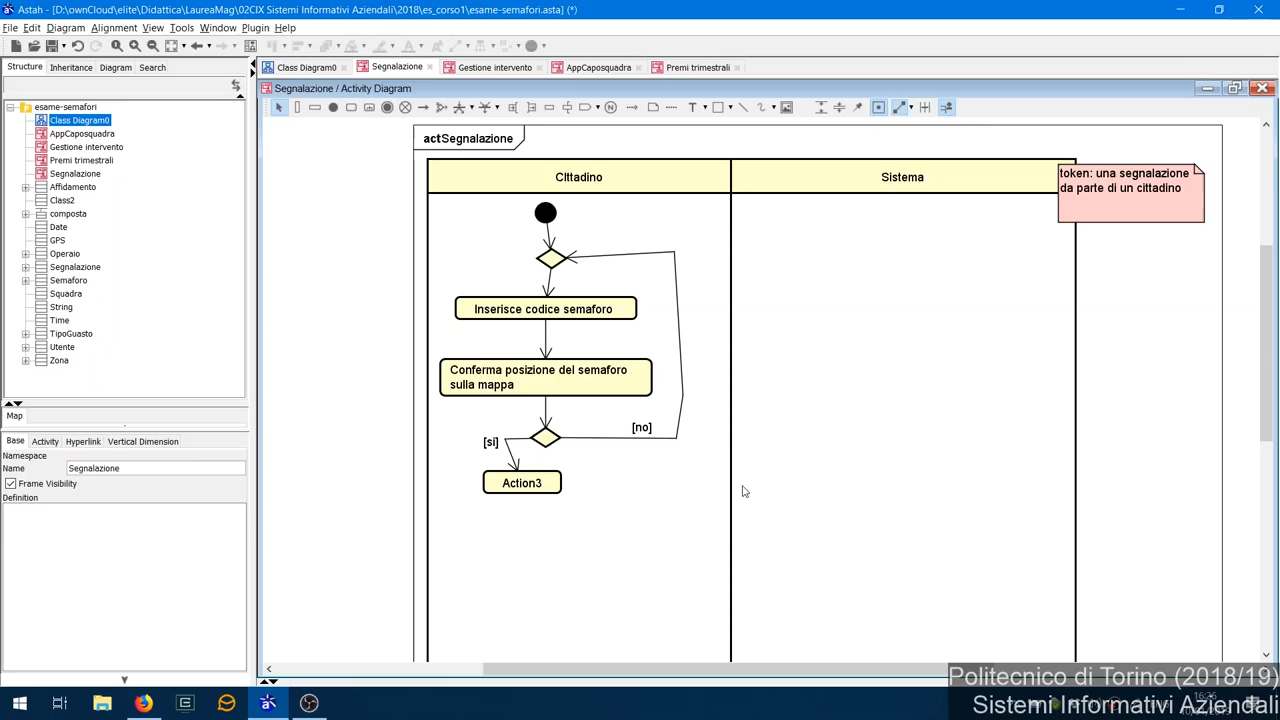 Astah - [D:\ownCloud\elite\Didattica\LaureaMag\02CIX Sistemi Informativi Aziendali\2018\es_corso1\esame-semafori.asta] (*)
File Edit Diagram Alignment View Tools Window Plugin Help
Structure Inheritance Diagram Search
Class Diagram0 Segnalazione Gestione intervento AppCaposquadra Premi trimestrali
Segnalazione / Activity Diagram
esame-semafori
Class Diagram0
AppCaposquadra
Gestione intervento
Premi trimestrali
Segnalazione
Affidamento
Class2
composta
Date
GPS
Operaio
Segnalazione
Semaforo
Squadra
String
Time
TipoGuasto
Utente
Zona
Map
Base Activity Hyperlink Vertical Dimension
Namespace
Name Segnalazione
Frame Visibility
Definition
actSegnalazione
CIttadino
Sistema
token: una segnalazione
da parte di un cittadino
Inserisce codice semaforo
Conferma posizione del semaforo
sulla mappa
[no]
[si]
Action3
Politecnico di Torino (2018/19)
Sistemi Informativi Aziendali